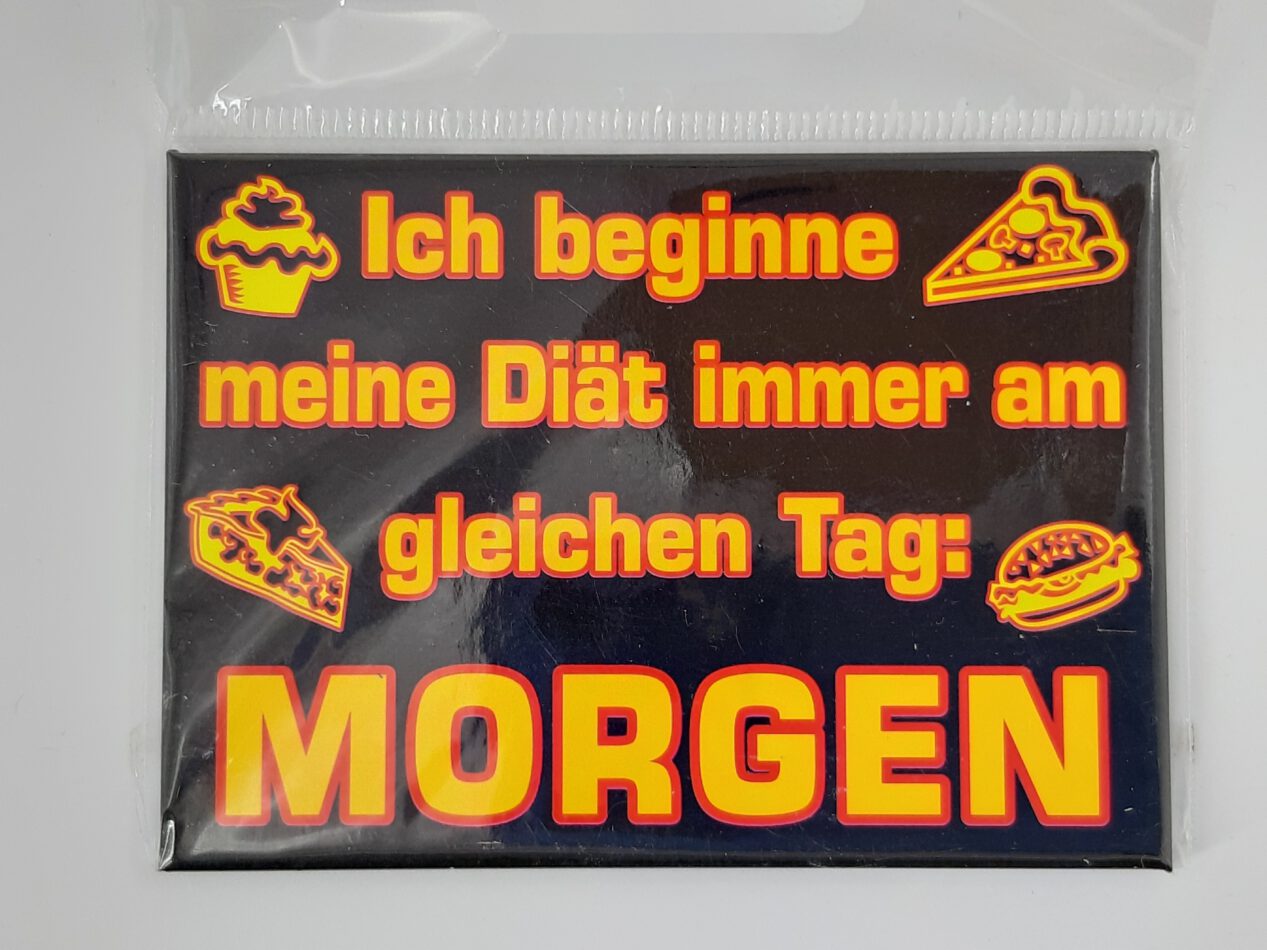 Ich beginne
meine Diät immer am
gleichen Tag:
MORGEN